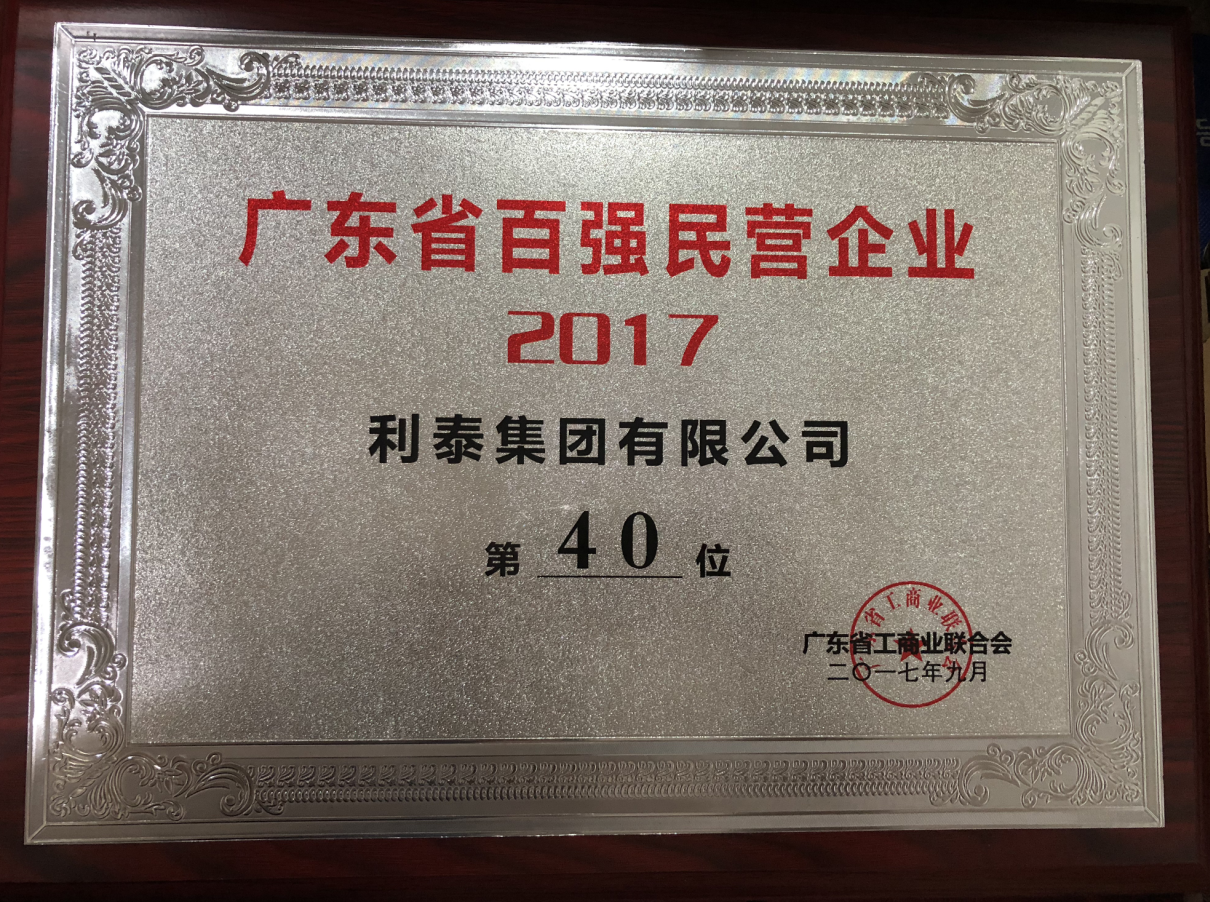 广东省百强民营企业
2017
利泰集团有限公司
第 40 位
广东省工商业联合会
二〇一七年九月